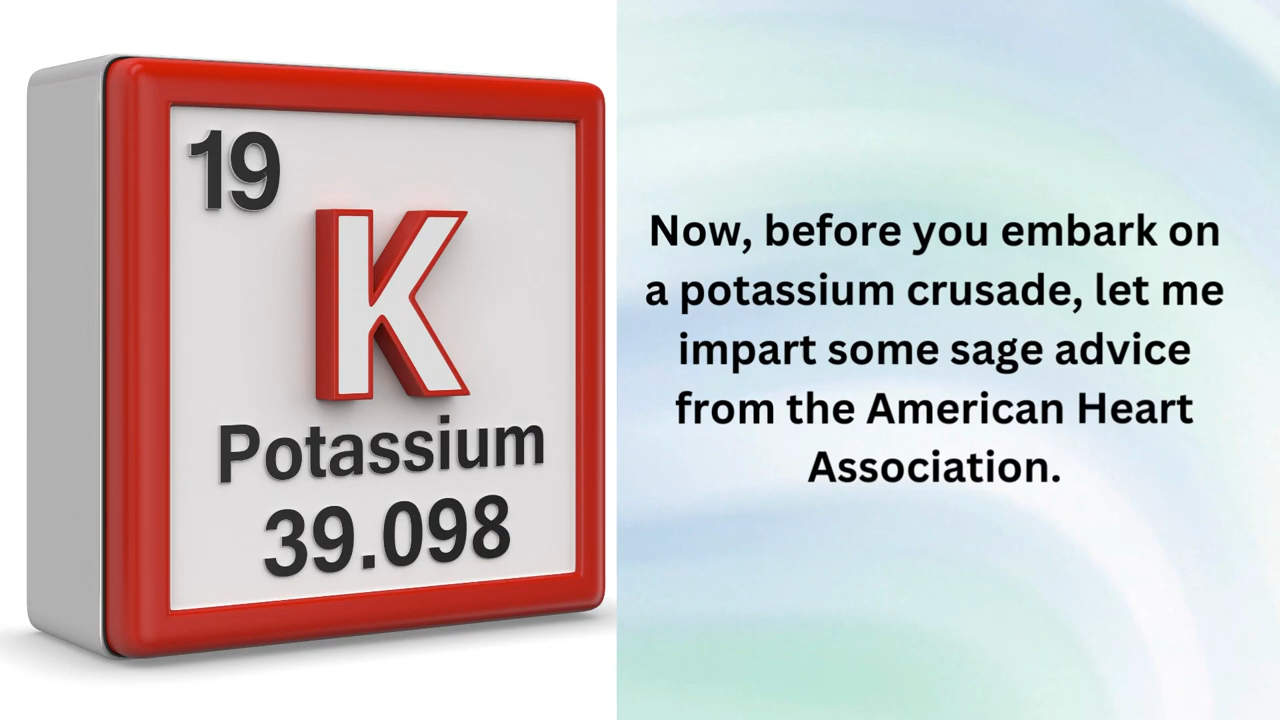 19
K
Potassium
39.098
Now, before you embark on
a potassium crusade, let me
impart some sage advice
from the American Heart
Association.